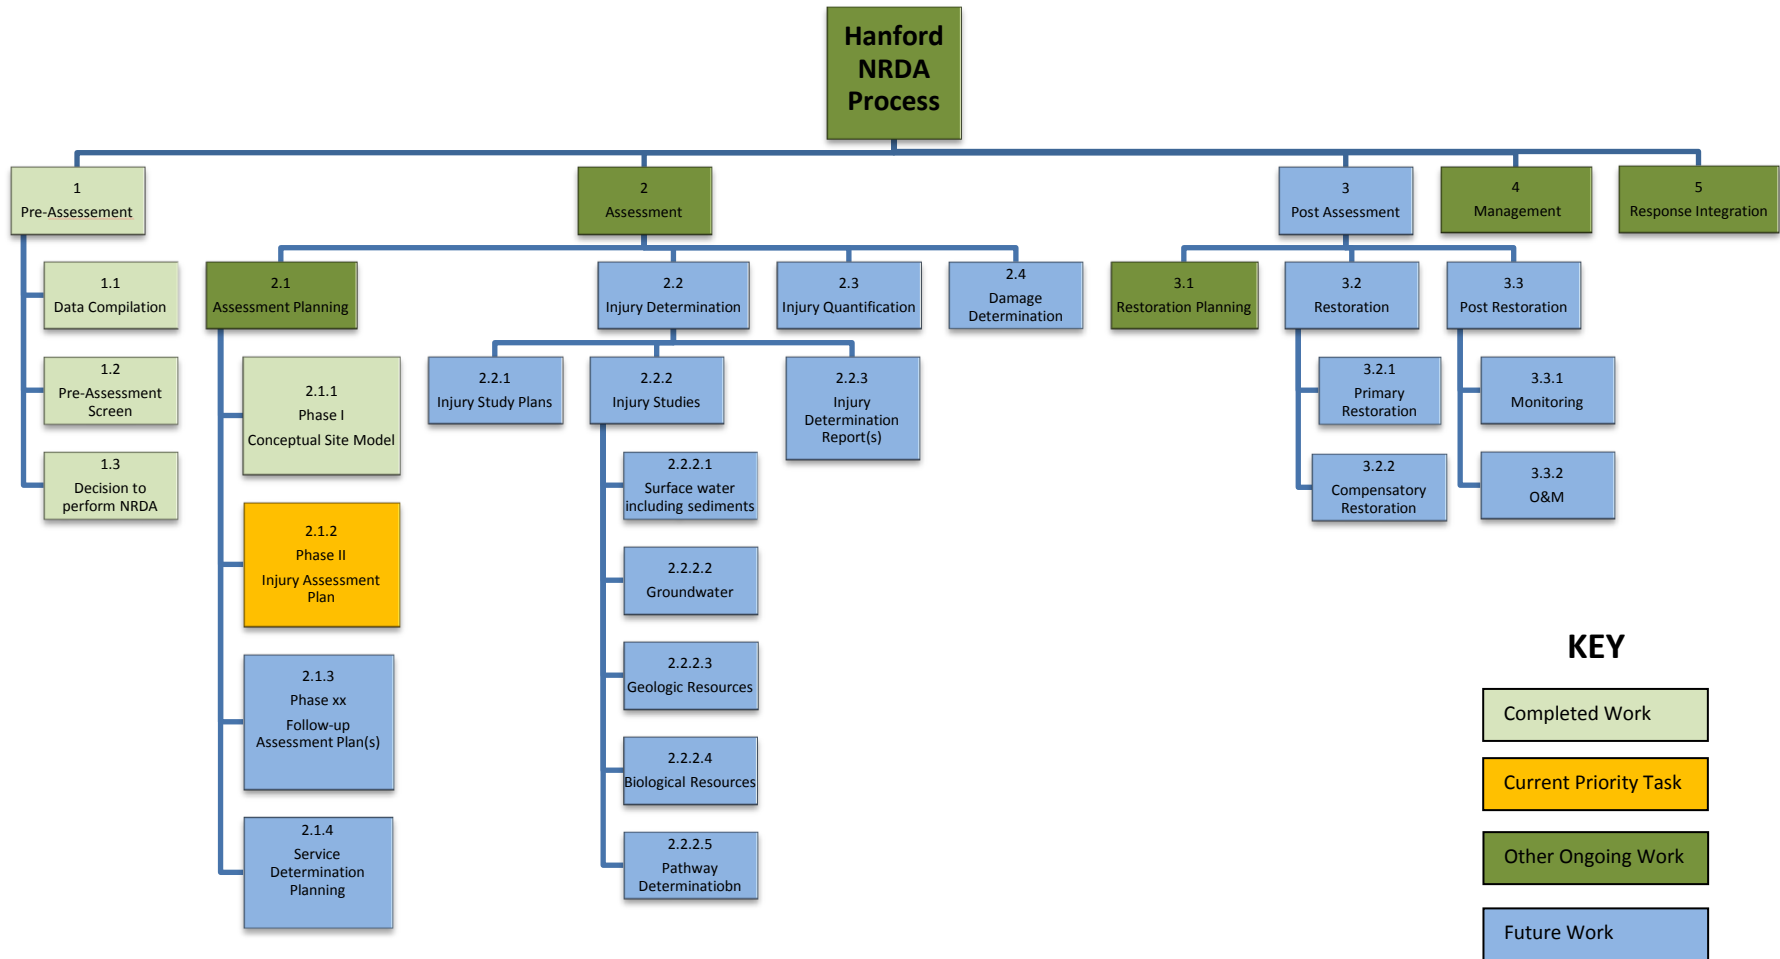 Hanford
NRDA
Process
1
Pre-Assessement
2
Assessment
3
Post Assessment
4
Management
5
Response Integration
1.1
Data Compilation
1.2
Pre-Assessment
Screen
1.3
Decision to
perform NRDA
2.1
Assessment Planning
2.1.1
Phase I
Conceptual Site Model
2.1.2
Phase II
Injury Assessment
Plan
2.1.3
Phase xx
Follow-up
Assessment Plan(s)
2.1.4
Service
Determination
Planning
2.2
Injury Determination
2.2.1
Injury Study Plans
2.2.2
Injury Studies
2.2.2.1
Surface water
including sediments
2.2.2.2
Groundwater
2.2.2.3
Geologic Resources
2.2.2.4
Biological Resources
2.2.2.5
Pathway
Determinatiobn
2.2.3
Injury
Determination
Report(s)
2.3
Injury Quantification
2.4
Damage
Determination
3.1
Restoration Planning
3.2
Restoration
3.2.1
Primary
Restoration
3.2.2
Compensatory
Restoration
3.3
Post Restoration
3.3.1
Monitoring
3.3.2
O&M
KEY
Completed Work
Current Priority Task
Other Ongoing Work
Future Work